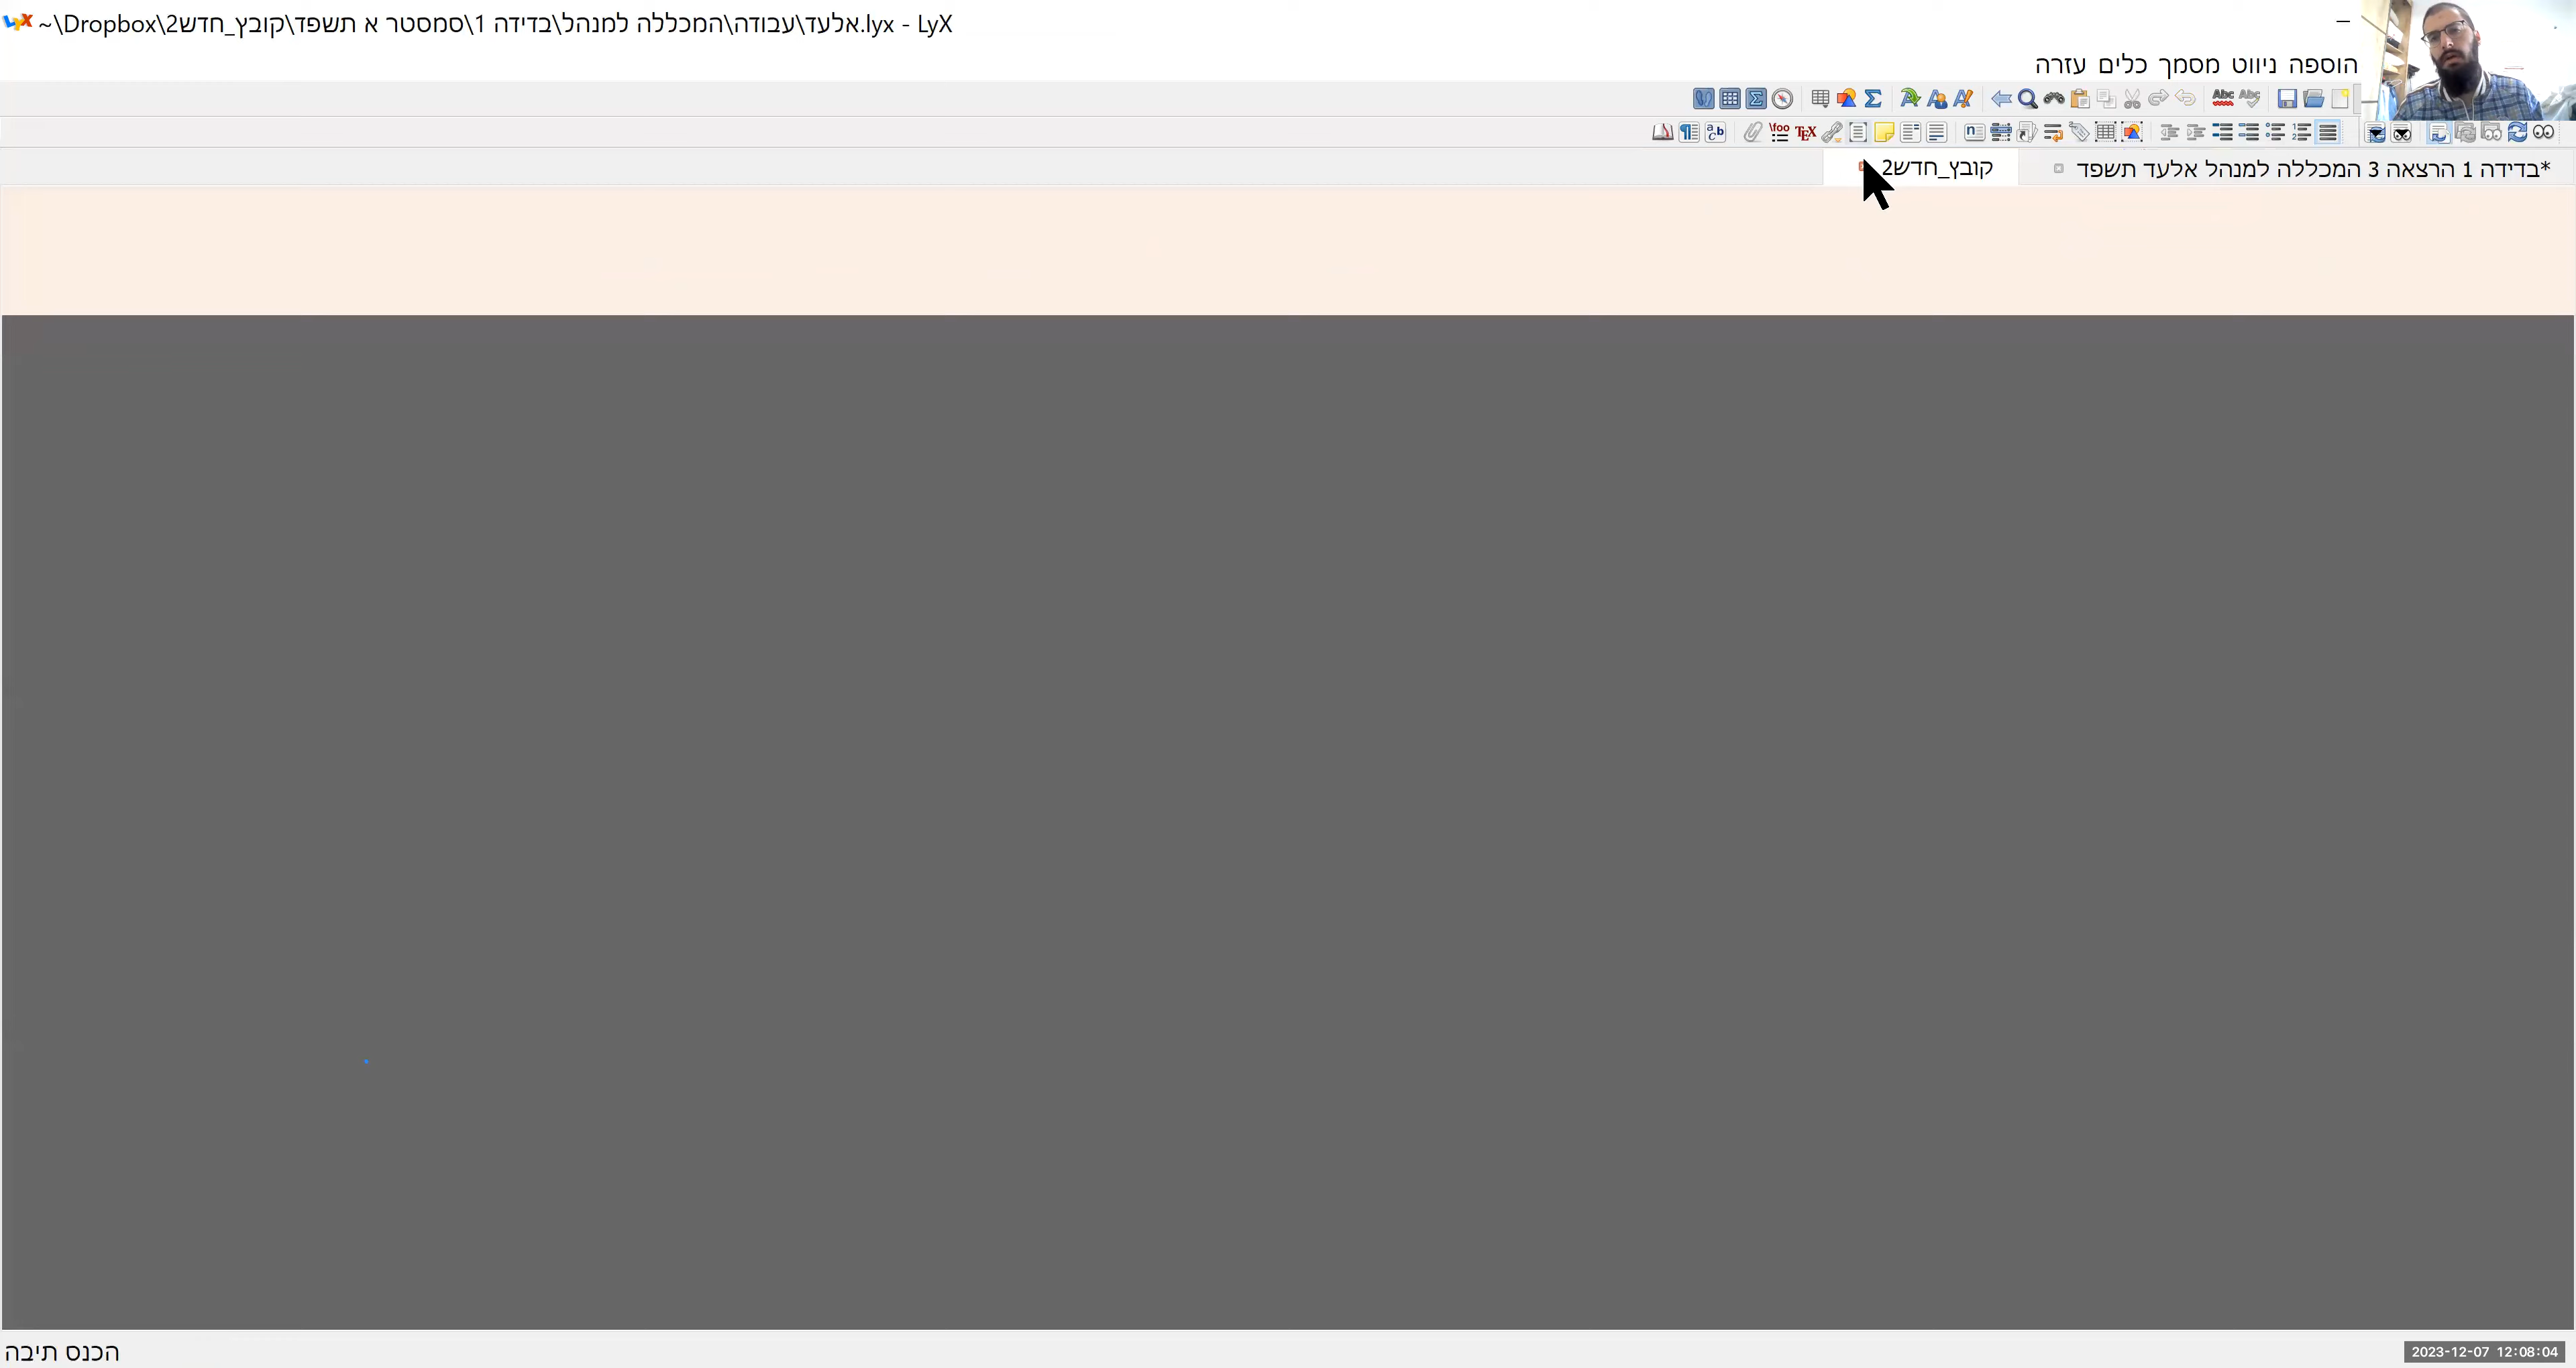 ~\Dropbox\אלעד\עבודה\המכללה למנהל\בדידה 1\סמסטר א תשפד\קובץ_חדש2.lyx - LyX
הוספה ניווט מסמך כלים עזרה
*בדידה 1 הרצאה 3 המכללה למנהל אלעד תשפד
קובץ_חדש2
הכנס תיבה
2023-12-07 12:08:04